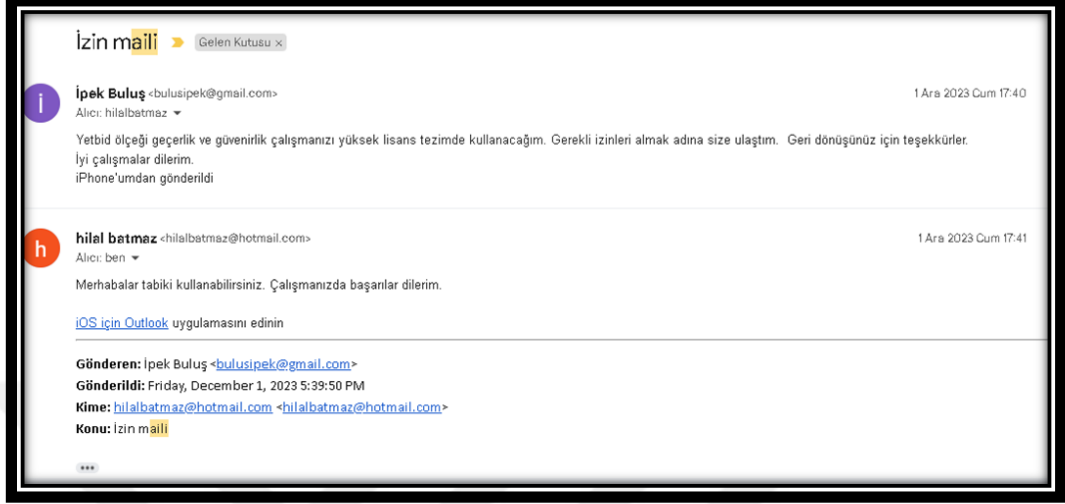 İzin maili Gelen Kutusu ×
i
İpek Buluş <bulusipek@gmail.com> 1 Ara 2023 Cum 17:40
Alıcı: hilalbatmaz
Yetbid ölçeği geçerlik ve güvenirlik çalışmanızı yüksek lisans tezimde kullanacağım. Gerekli izinleri almak adına size ulaştım. Geri dönüşünüz için teşekkürler.
İyi çalışmalar dilerim.
iPhone'umdan gönderildi
h
hilal batmaz <hilalbatmaz@hotmail.com> 1 Ara 2023 Cum 17:41
Alıcı: ben
Merhabalar tabiki kullanabilirsiniz. Çalışmanızda başarılar dilerim.
iOS için Outlook uygulamasını edinin
Gönderen: İpek Buluş <bulusipek@gmail.com>
Gönderildi: Friday, December 1, 2023 5:39:50 PM
Kime: hilalbatmaz@hotmail.com <hilalbatmaz@hotmail.com>
Konu: İzin maili